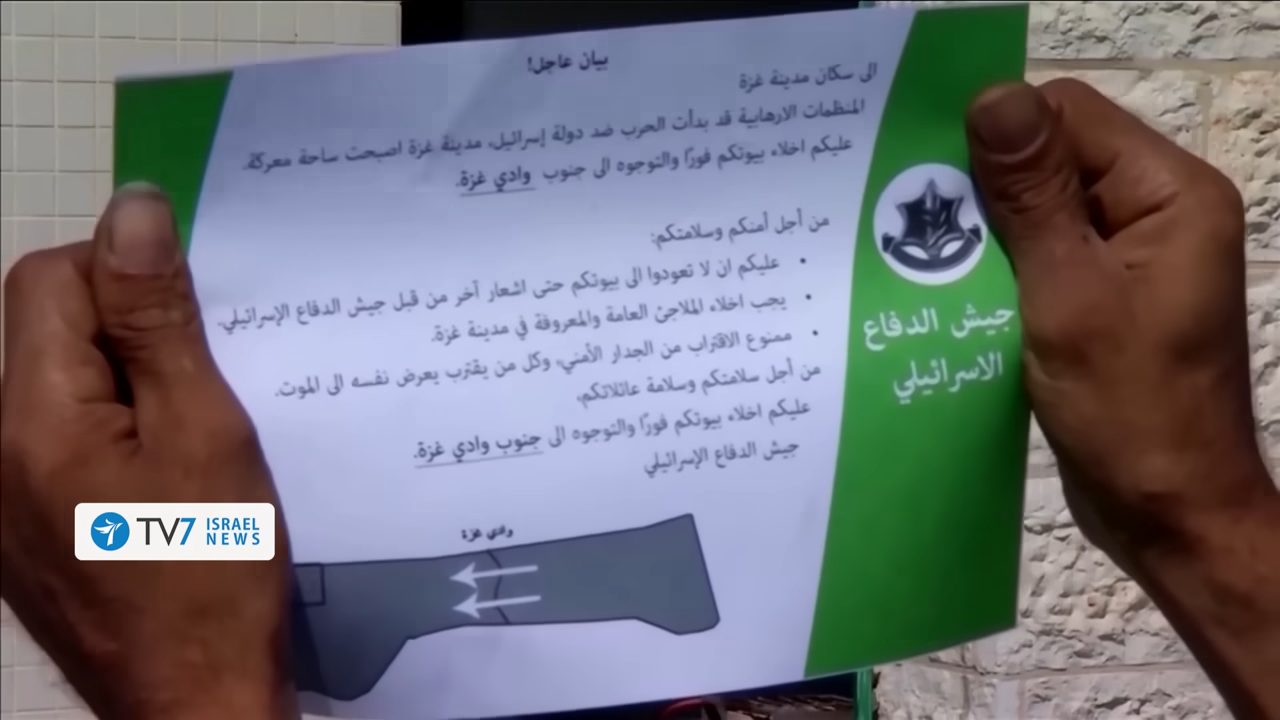 بيان عاجل!
الى سكان مدينة غزة
المنظمات الارهابية قد بدأت الحرب ضد دولة إسرائيل، مدينة غزة اصبحت ساحة معركة.
عليكم اخلاء بيوتكم فورًا والتوجوه الى جنوب وادي غزة.
من أجل أمنكم وسلامتكم:
• عليكم ان لا تعودوا الى بيوتكم حتى اشعار آخر من قبل جيش الدفاع الإسرائيلي.
• يجب اخلاء الملاجئ العامة والمعروفة في مدينة غزة.
• ممنوع الاقتراب من الجدار الأمني، وكل من يقترب يعرض نفسه الى الموت.
من أجل سلامتكم وسلامة عائلاتكم،
عليكم اخلاء بيوتكم فورًا والتوجوه الى جنوب وادي غزة.
جيش الدفاع الإسرائيلي
وادي غزة
جيش الدفاع
الاسرائيلي
TV7 ISRAEL
NEWS